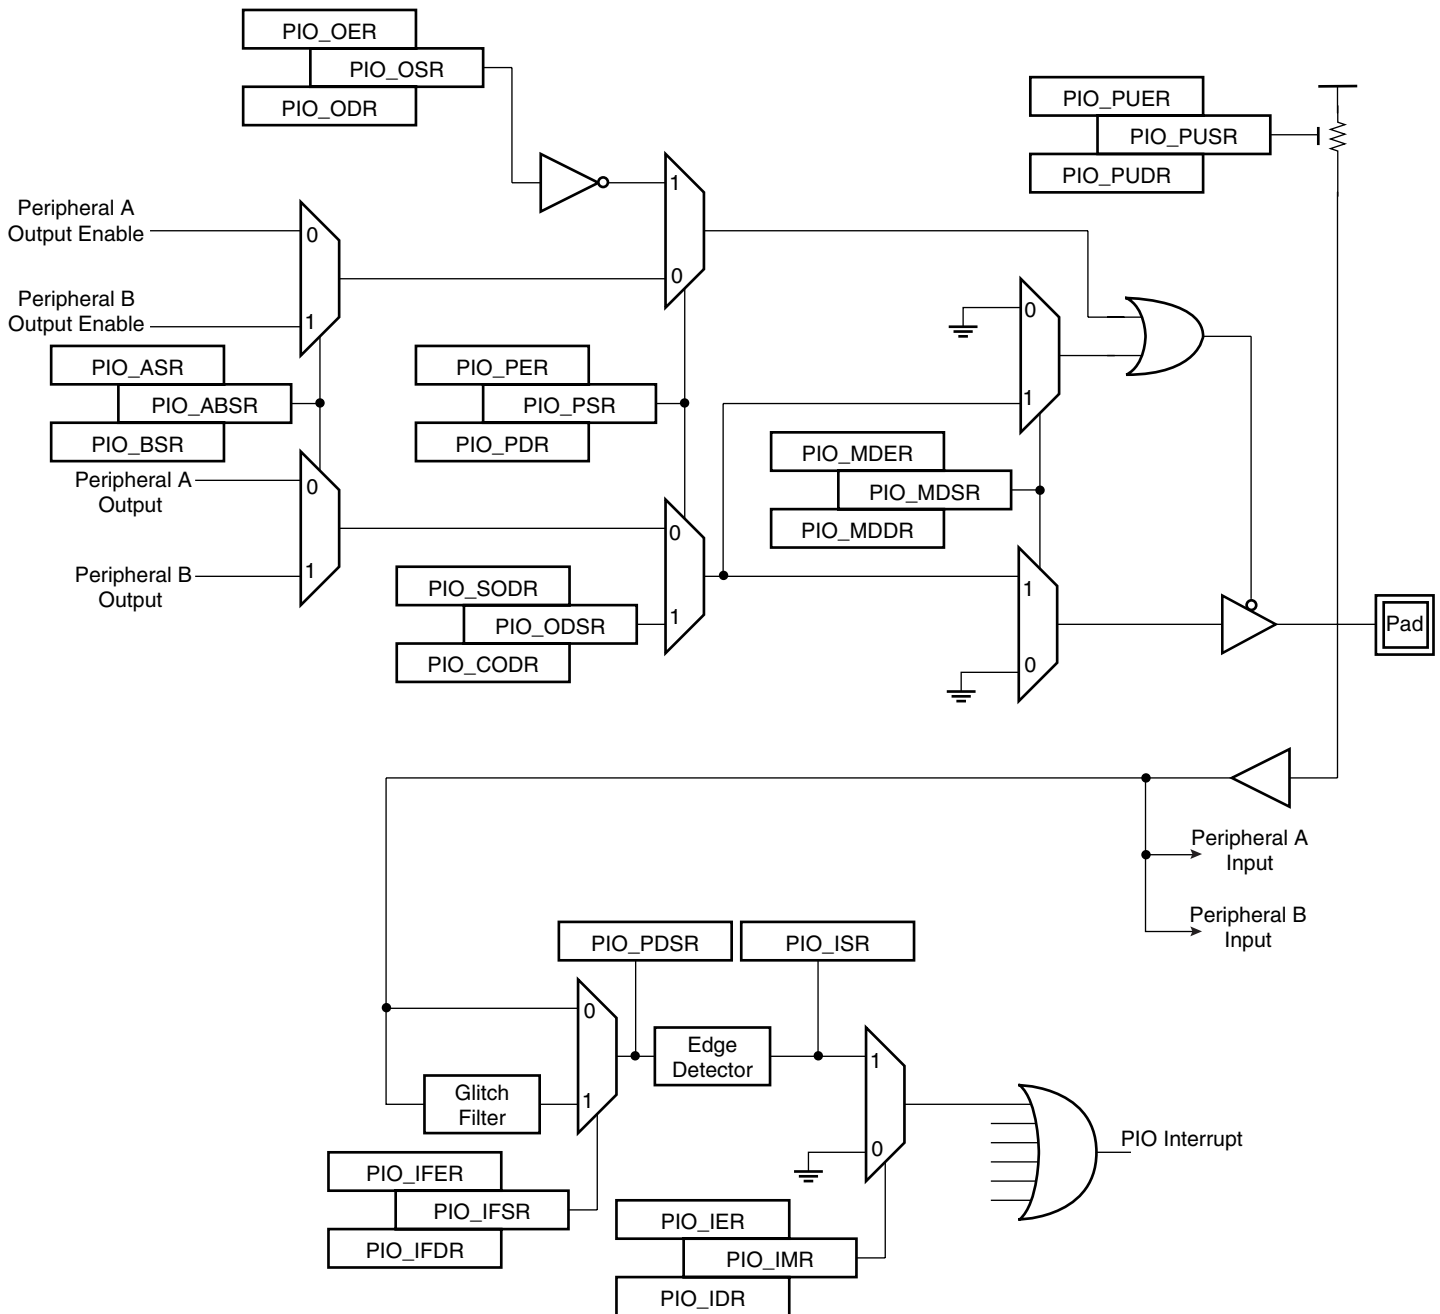 PIO_OER
PIO_OSR
PIO_ODR
PIO_PUER
PIO_PUSR
PIO_PUDR
1
0
Peripheral A
Output Enable
0
Peripheral B
Output Enable
1
PIO_ASR
PIO_ABSR
PIO_BSR
PIO_PER
PIO_PSR
PIO_PDR
0
1
PIO_MDER
PIO_MDSR
PIO_MDDR
Peripheral A
Output
0
Peripheral B
Output
1
0
1
PIO_SODR
PIO_ODSR
PIO_CODR
1
0
Pad
Peripheral A
Input
Peripheral B
Input
PIO_PDSR
PIO_ISR
0
1
Glitch
Filter
Edge
Detector
1
0
PIO Interrupt
PIO_IFER
PIO_IFSR
PIO_IFDR
PIO_IER
PIO_IMR
PIO_IDR